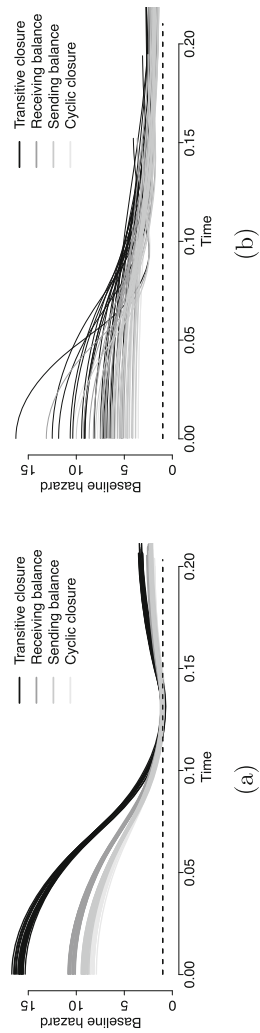 Transitive closure
Receiving balance
Sending balance
Cyclic closure
Baseline hazard
15
10
5
0
0.00
0.05
0.10
0.15
0.20
Time
(a)
Transitive closure
Receiving balance
Sending balance
Cyclic closure
Baseline hazard
15
10
5
0
0.00
0.05
0.10
0.15
0.20
Time
(b)